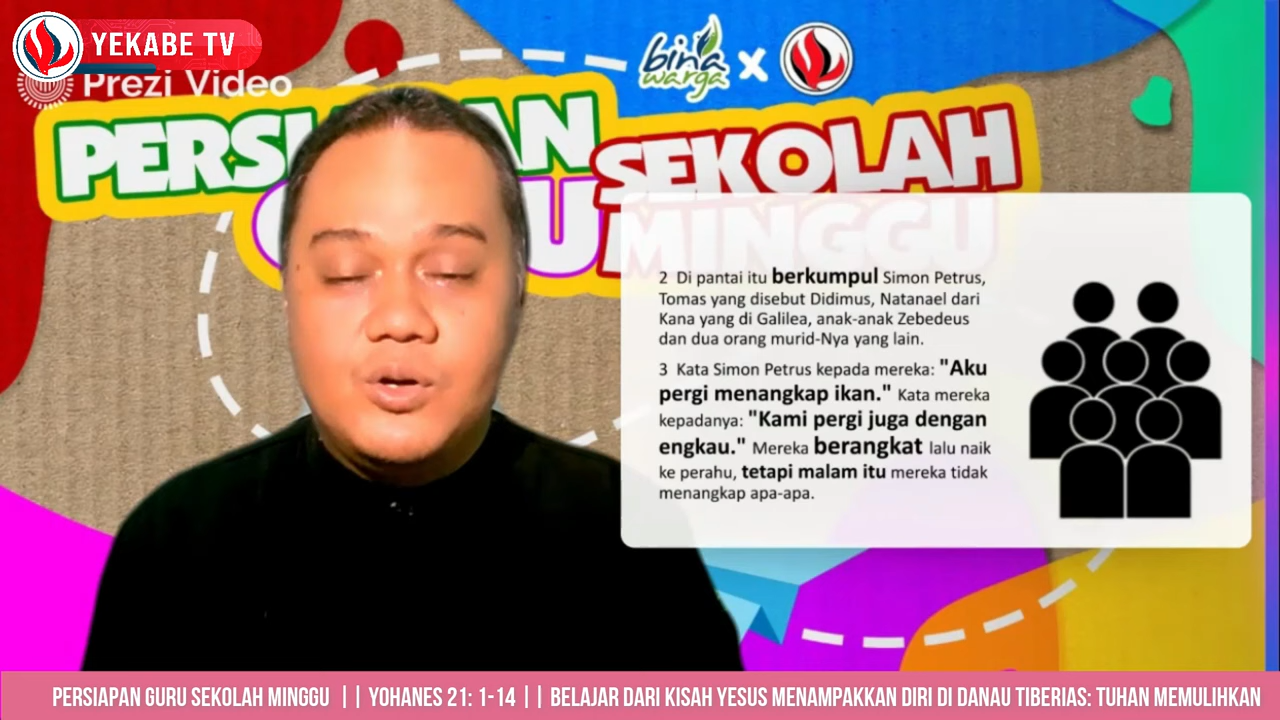 YEKABE TV
Prezi Video
bina
warga
x
SEKOLAH
MINGGU
2 Di pantai itu berkumpul Simon Petrus,
Tomas yang disebut Didimus, Natanael dari
Kana yang di Galilea, anak-anak Zebedeus
dan dua orang murid-Nya yang lain.
3 Kata Simon Petrus kepada mereka: "Aku
pergi menangkap ikan." Kata mereka
kepadanya: "Kami pergi juga dengan
engkau." Mereka berangkat lalu naik
ke perahu, tetapi malam itu mereka tidak
menangkap apa-apa.
PERSIAPAN GURU SEKOLAH MINGGU || YOHANES 21: 1-14 || BELAJAR DARI KISAH YESUS MENAMPAKKAN DIRI DI DANAU TIBERIAS: TUHAN MEMULIHKAN